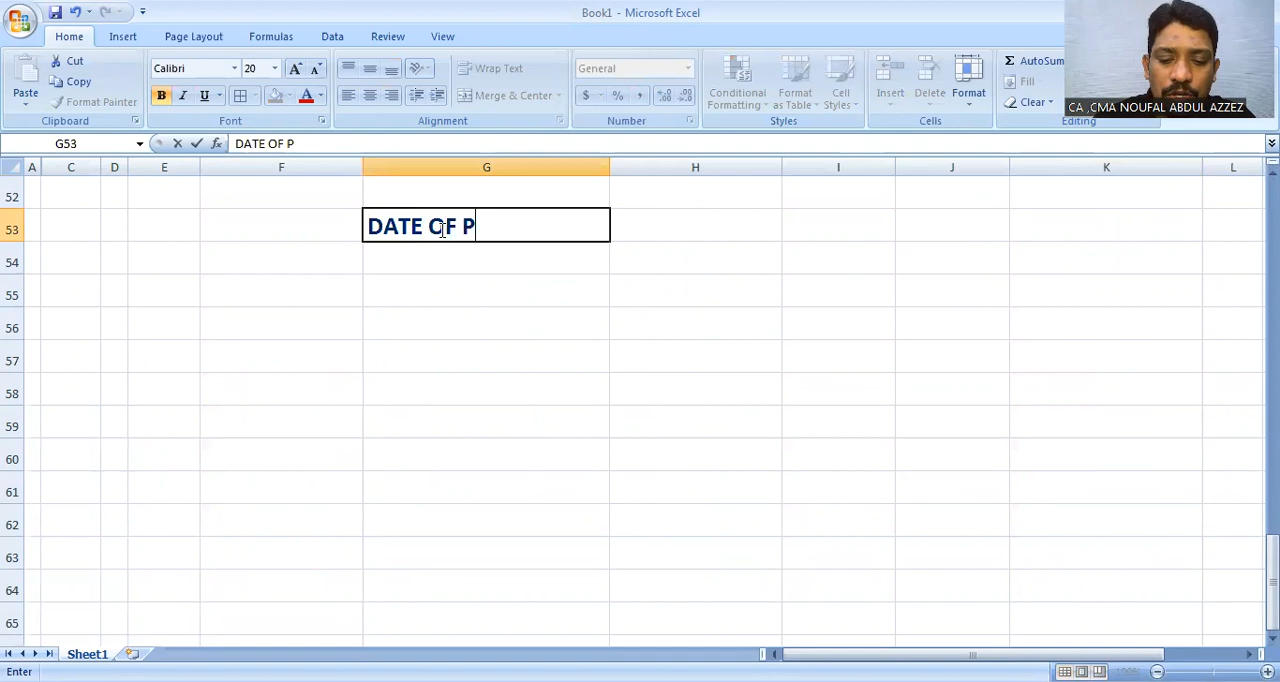 Book1 - Microsoft Excel
Home Insert Page Layout Formulas Data Review View
Paste
Cut
Copy
Format Painter
Clipboard
Calibri 20
A A
B I U A
Font
Wrap Text
Merge & Center
Alignment
General
$ % ,
Number
Conditional Formatting
Format as Table
Cell Styles
Styles
Insert Delete Format
Cells
Σ AutoSum
Fill
Clear
Editing
CA ,CMA NOUFAL ABDUL AZZEZ
G53 fx DATE OF P
A C D E F G H I J K L
52
53 DATE OF P
54
55
56
57
58
59
60
61
62
63
64
65
Sheet1
Enter